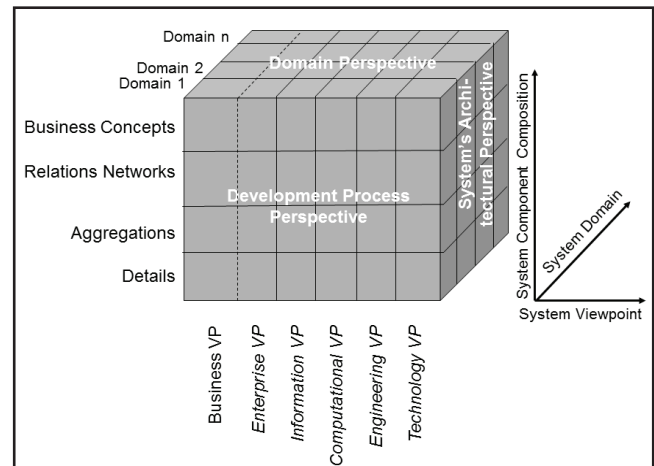 Domain n
Domain 2
Domain 1
Domain Perspective
Business Concepts
Relations Networks
Aggregations
Details
Development Process
Perspective
System's Archi-
tectural Perspective
Business VP
Enterprise VP
Information VP
Computational VP
Engineering VP
Technology VP
System Component Composition
System Domain
System Viewpoint